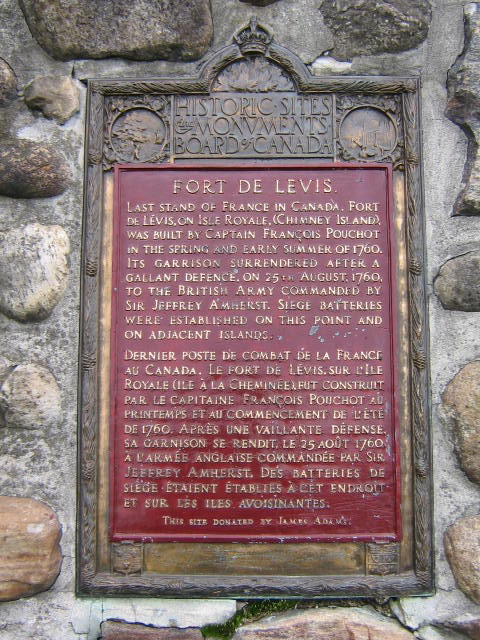 HISTORIC SITES
AND MONVMENTS
BOARD OF CANADA
FORT DE LEVIS.
LAST STAND OF FRANCE IN CANADA. FORT
DE LÉVIS, ON ISLE ROYALE, (CHIMNEY ISLAND),
WAS BUILT BY CAPTAIN FRANÇOIS POUCHOT
IN THE SPRING AND EARLY SUMMER OF 1760.
ITS GARRISON SURRENDERED AFTER A
GALLANT DEFENCE, ON 25TH AUGUST, 1760,
TO THE BRITISH ARMY COMMANDED BY
SIR JEFFREY AMHERST. SIEGE BATTERIES
WERE ESTABLISHED ON THIS POINT AND
ON ADJACENT ISLANDS.
DERNIER POSTE DE COMBAT DE LA FRANCE
AU CANADA. LE FORT DE LÉVIS, SUR L'ÎLE
ROYALE (ILE À LA CHEMINÉE) FUT CONSTRUIT
PAR LE CAPITAINE FRANÇOIS POUCHOT AU
PRINTEMPS ET AU COMMENCEMENT DE L'ÉTÉ
DE 1760. APRÈS UNE VAILLANTE DÉFENSE,
SA GARNISON SE RENDIT, LE 25 AOÛT 1760,
À L'ARMÉE ANGLAISE COMMANDÉE PAR SIR
JEFFREY AMHERST. DES BATTERIES DE
SIÈGE ÉTAIENT ÉTABLIES À CET ENDROIT
ET SUR LES ILES AVOISINANTES.
THIS SITE DONATED BY JAMES ADAMS.